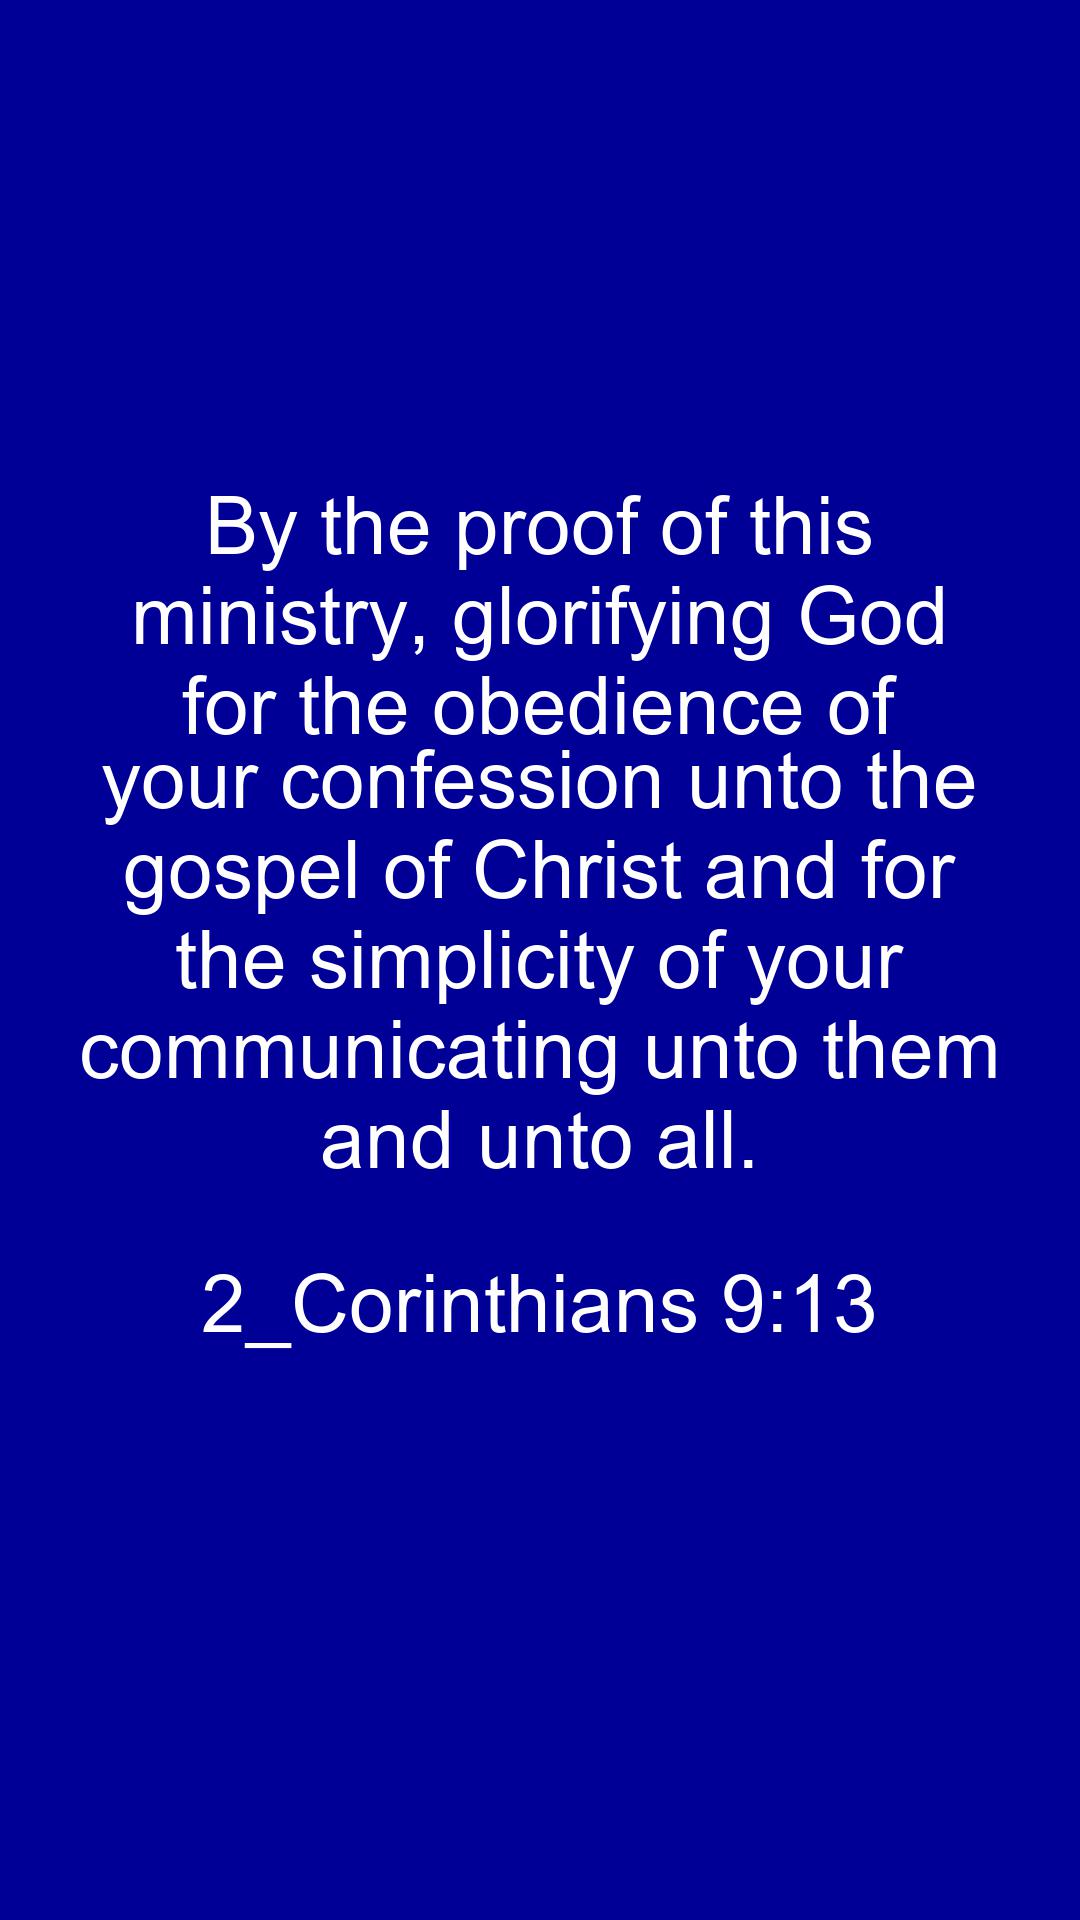 By the proof of this
ministry, glorifying God
for the obedience of
your confession unto the
gospel of Christ and for
the simplicity of your
communicating unto them
and unto all.
2_Corinthians 9:13